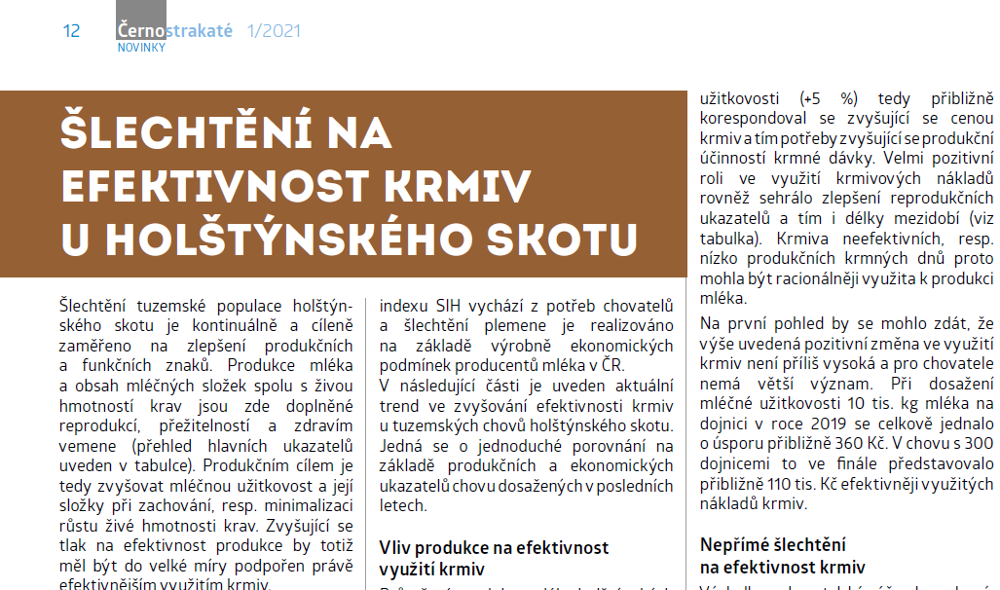 12 Černostrakaté 1/2021
NOVINKY
ŠLECHTĚNÍ NA
EFEKTIVNOST KRMIV
U HOLŠTÝNSKÉHO SKOTU
Šlechtění tuzemské populace holštýn-
ského skotu je kontinuálně a cíleně
zaměřeno na zlepšení produkčních
a funkčních znaků. Produkce mléka
a obsah mléčných složek spolu s živou
hmotností krav jsou zde doplněné
reprodukcí, přežitelností a zdravím
vemene (přehled hlavních ukazatelů
uveden v tabulce). Produkčním cílem je
tedy zvyšovat mléčnou užitkovost a její
složky při zachování, resp. minimalizaci
růstu živé hmotnosti krav. Zvyšující se
tlak na efektivnost produkce by totiž
měl být do velké míry podpořen právě
efektivnějším využitím krmiv.
indexu SIH vychází z potřeb chovatelů
a šlechtění plemene je realizováno
na základě výrobně ekonomických
podmínek producentů mléka v ČR.
V následující části je uveden aktuální
trend ve zvyšování efektivnosti krmiv
u tuzemských chovů holštýnského skotu.
Jedná se o jednoduché porovnání na
základě produkčních a ekonomických
ukazatelů chovu dosažených v posledních
letech.
Vliv produkce na efektivnost
využití krmiv
užitkovosti (+5 %) tedy přibližně
korespondoval se zvyšující se cenou
krmiv a tím potřeby zvyšující se produkční
účinností krmné dávky. Velmi pozitivní
roli ve využití krmivových nákladů
rovněž sehrálo zlepšení reprodukčních
ukazatelů a tím i délky mezidobí (viz
tabulka). Krmiva neefektivních, resp.
nízko produkčních krmných dnů proto
mohla být racionálněji využita k produkci
mléka.
Na první pohled by se mohlo zdát, že
výše uvedená pozitivní změna ve využití
krmiv není příliš vysoká a pro chovatele
nemá větší význam. Při dosažení
mléčné užitkovosti 10 tis. kg mléka na
dojnici v roce 2019 se celkově jednalo
o úsporu přibližně 360 Kč. V chovu s 300
dojnicemi to ve finále představovalo
přibližně 110 tis. Kč efektivněji využitých
nákladů krmiv.
Nepřímé šlechtění
na efektivnost krmiv